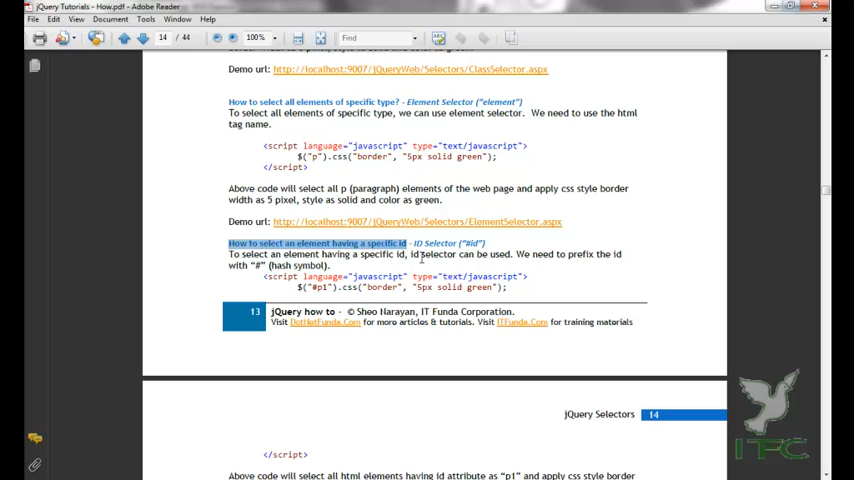 jQuery Tutorials - How.pdf - Adobe Reader
File Edit View Document Tools Window Help
14 / 44 100% Find
Demo url: http://localhost:9007/jQueryWeb/Selectors/ClassSelector.aspx
How to select all elements of specific type? - Element Selector ("element")
To select all elements of specific type, we can use element selector. We need to use the html
tag name.
<script language="javascript" type="text/javascript">
$("p").css("border", "5px solid green");
</script>
Above code will select all p (paragraph) elements of the web page and apply css style border
width as 5 pixel, style as solid and color as green.
Demo url: http://localhost:9007/jQueryWeb/Selectors/ElementSelector.aspx
How to select an element having a specific id - ID Selector ("#id")
To select an element having a specific id, id selector can be used. We need to prefix the id
with "#" (hash symbol).
<script language="javascript" type="text/javascript">
$("#p1").css("border", "5px solid green");
13 jQuery how to - © Sheo Narayan, IT Funda Corporation.
Visit DotNetFunda.Com for more articles & tutorials. Visit ITFunda.Com for training materials
jQuery Selectors 14
</script>
Above code will select all html elements having id attribute as "p1" and apply css style border
ITFC